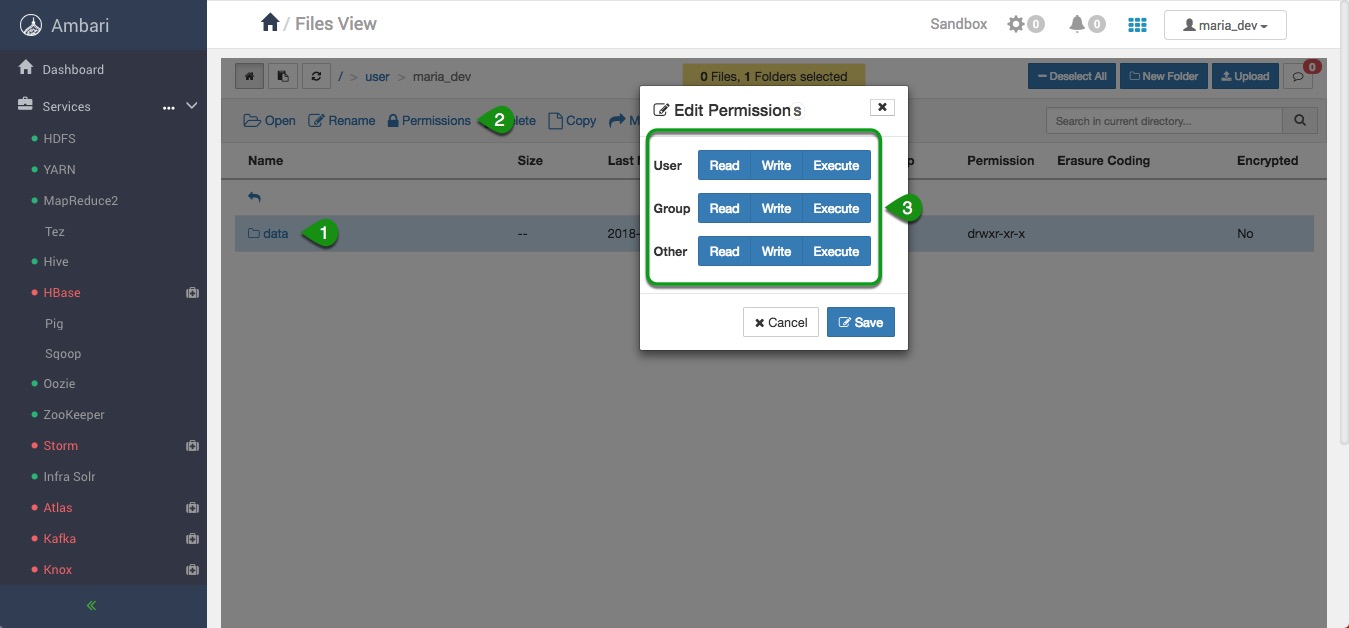 Ambari
Dashboard
Services
HDFS
YARN
MapReduce2
Tez
Hive
HBase
Pig
Sqoop
Oozie
ZooKeeper
Storm
Infra Solr
Atlas
Kafka
Knox
/ Files View
Sandbox 0 0 maria_dev
/ > user > maria_dev
0 Files, 1 Folders selected
Deselect All New Folder Upload 0
Open Rename Permissions 2 Copy
Search in current directory...
Name Size Last Permission Erasure Coding Encrypted
data 1 -- 2018- drwxr-xr-x No
Edit Permissions
User Read Write Execute
Group Read Write Execute
3
Other Read Write Execute
Cancel Save